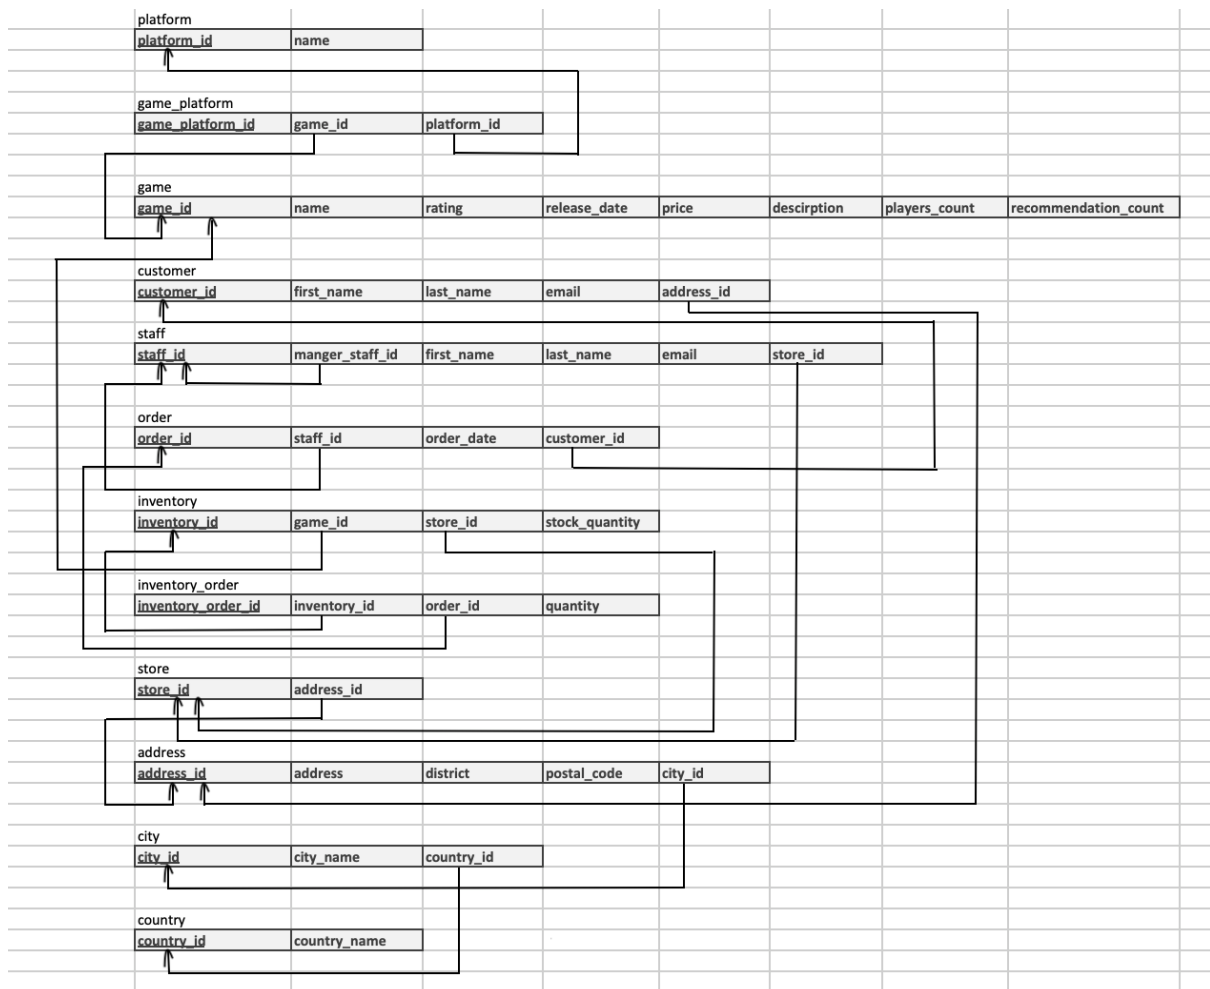 platform
platform_id name
game_platform
game_platform_id game_id platform_id
game
game_id name rating release_date price descirption players_count recommendation_count
customer
customer_id first_name last_name email address_id
staff
staff_id manger_staff_id first_name last_name email store_id
order
order_id staff_id order_date customer_id
inventory
inventory_id game_id store_id stock_quantity
inventory_order
inventory_order_id inventory_id order_id quantity
store
store_id address_id
address
address_id address district postal_code city_id
city
city_id city_name country_id
country
country_id country_name